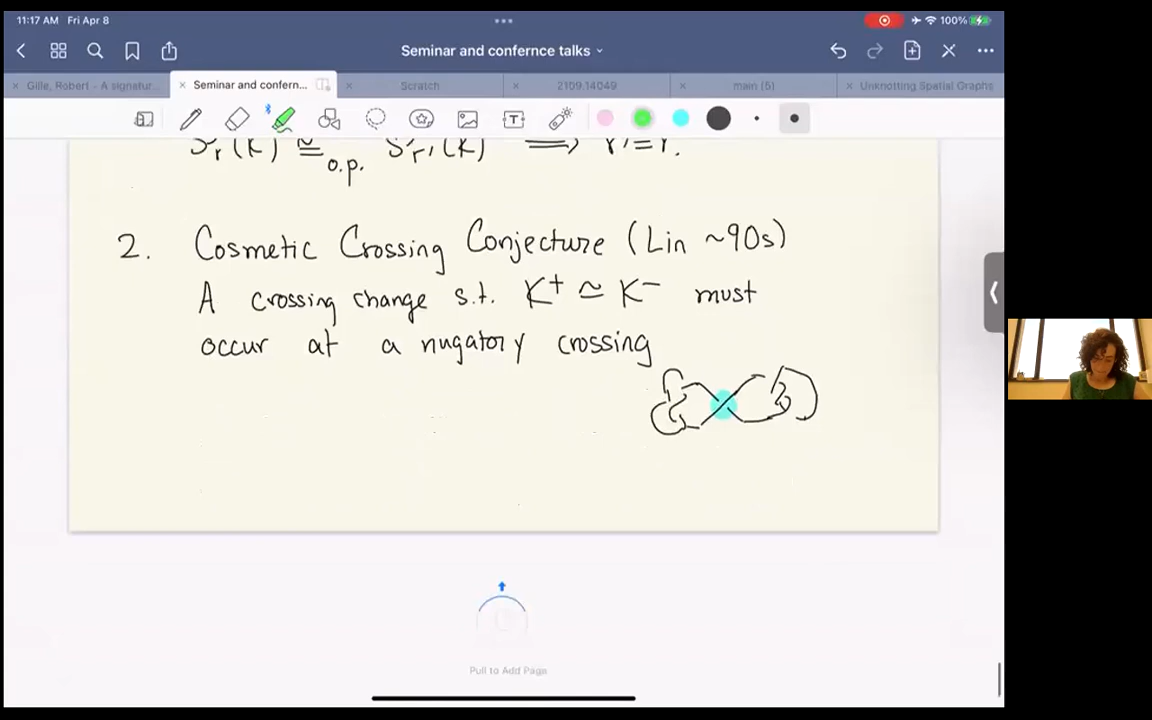 11:17 AM Fri Apr 8
100%
Seminar and confernce talks
Gille, Robert - A signatur...
Seminar and confern...
Scratch
2109.14049
main (5)
Unknotting Spatial Graphs
o.p.
2. Cosmetic Crossing Conjecture (Lin ~90s)
A crossing change s.t. K⁺ ≃ K⁻ must
occur at a nugatory crossing
Pull to Add Page